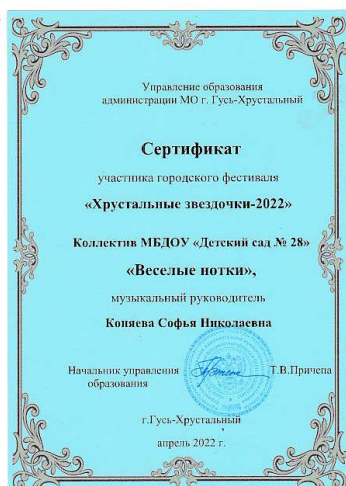 Управление образования
администрации МО г. Гусь-Хрустальный
Сертификат
участника городского фестиваля
«Хрустальные звездочки-2022»
Коллектив МБДОУ «Детский сад № 28»
«Веселые нотки»,
музыкальный руководитель
Коняева Софья Николаевна
Начальник управления Т.В.Причепа
образования
г.Гусь-Хрустальный
апрель 2022 г.